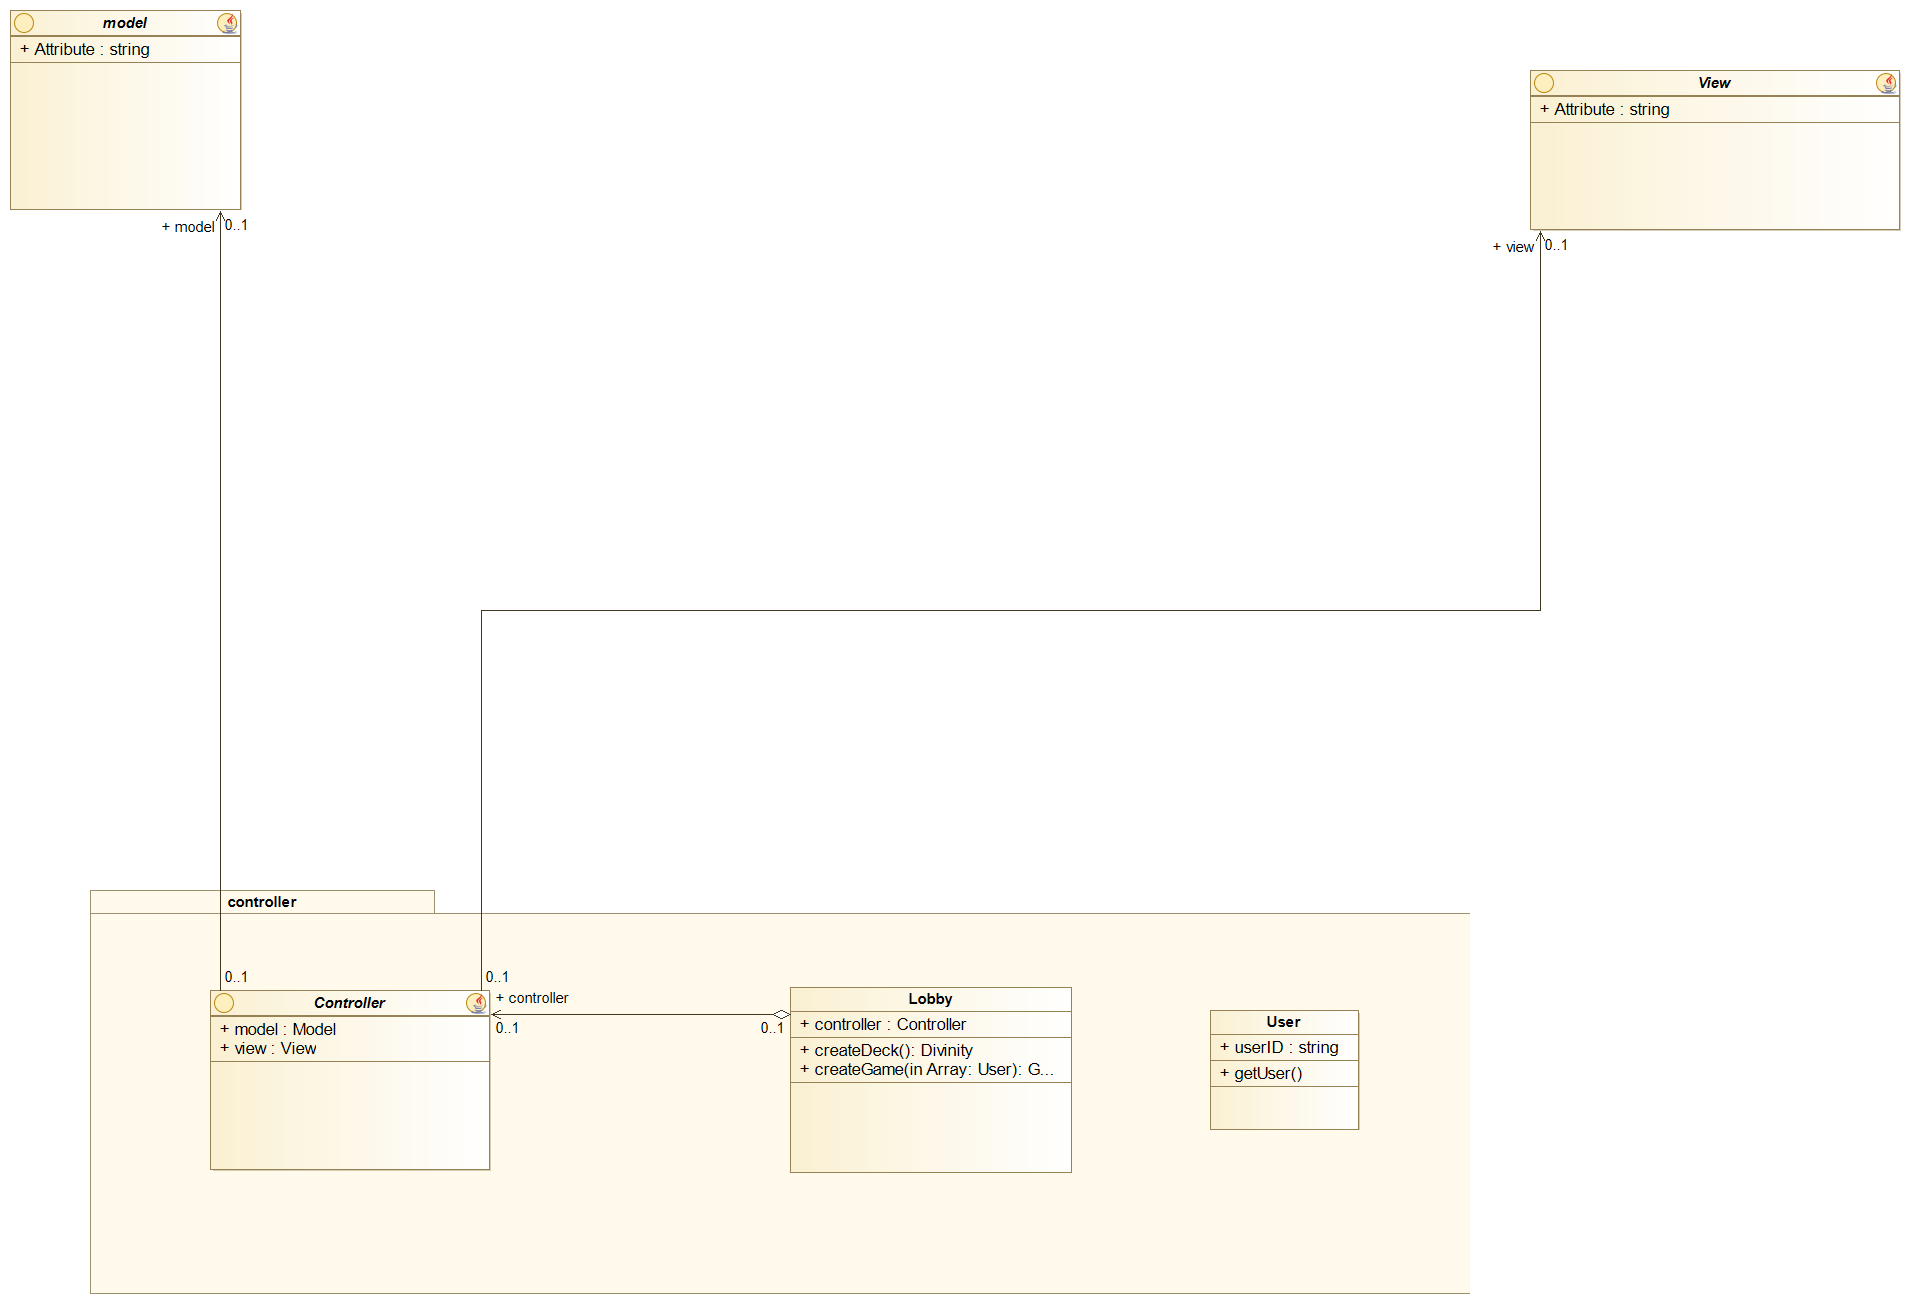 model
+ Attribute : string
+ model
0..1
View
+ Attribute : string
+ view
0..1
controller
0..1
0..1
Controller
+ model : Model
+ view : View
+ controller
0..1
0..1
Lobby
+ controller : Controller
+ createDeck(): Divinity
+ createGame(in Array: User): G...
User
+ userID : string
+ getUser()